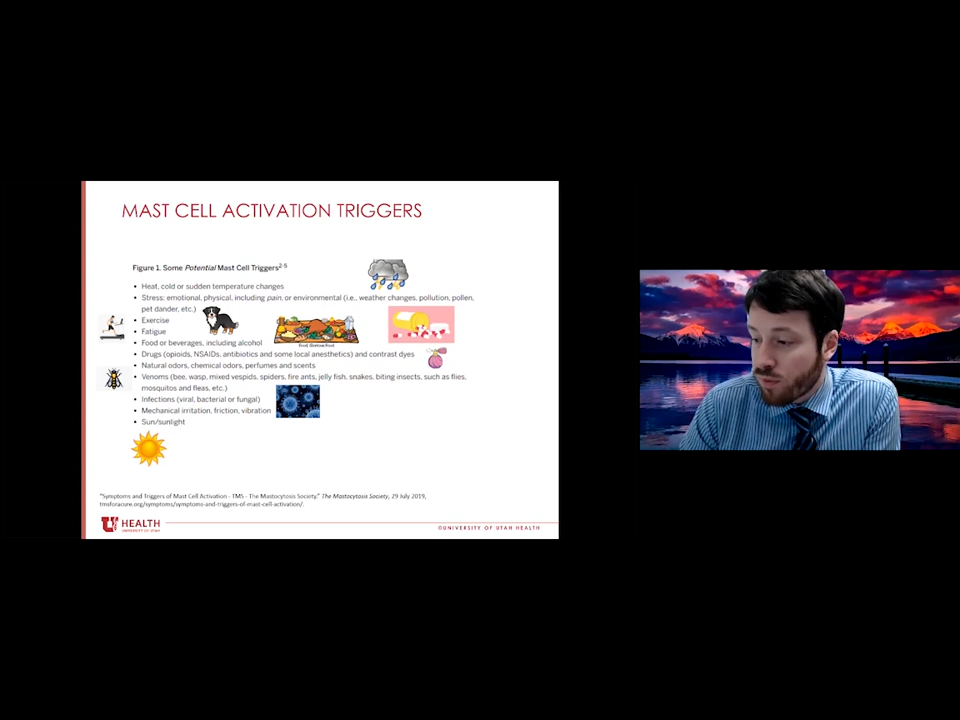 MAST CELL ACTIVATION TRIGGERS
Figure 1. Some Potential Mast Cell Triggers2-5
• Heat, cold or sudden temperature changes
• Stress: emotional, physical, including pain, or environmental (i.e., weather changes, pollution, pollen,
pet dander, etc.)
• Exercise
• Fatigue
• Food or beverages, including alcohol
• Drugs (opioids, NSAIDs, antibiotics and some local anesthetics) and contrast dyes
• Natural odors, chemical odors, perfumes and scents
• Venoms (bee, wasp, mixed vespids, spiders, fire ants, jelly fish, snakes, biting insects, such as flies,
mosquitos and fleas, etc.)
• Infections (viral, bacterial or fungal)
• Mechanical irritation, friction, vibration
• Sun/sunlight
"Symptoms and Triggers of Mast Cell Activation - TMS - The Mastocytosis Society." The Mastocytosis Society, 29 July 2019,
tmsforacure.org/symptoms/symptoms-and-triggers-of-mast-cell-activation/.
U HEALTH
UNIVERSITY OF UTAH
©UNIVERSITY OF UTAH HEALTH